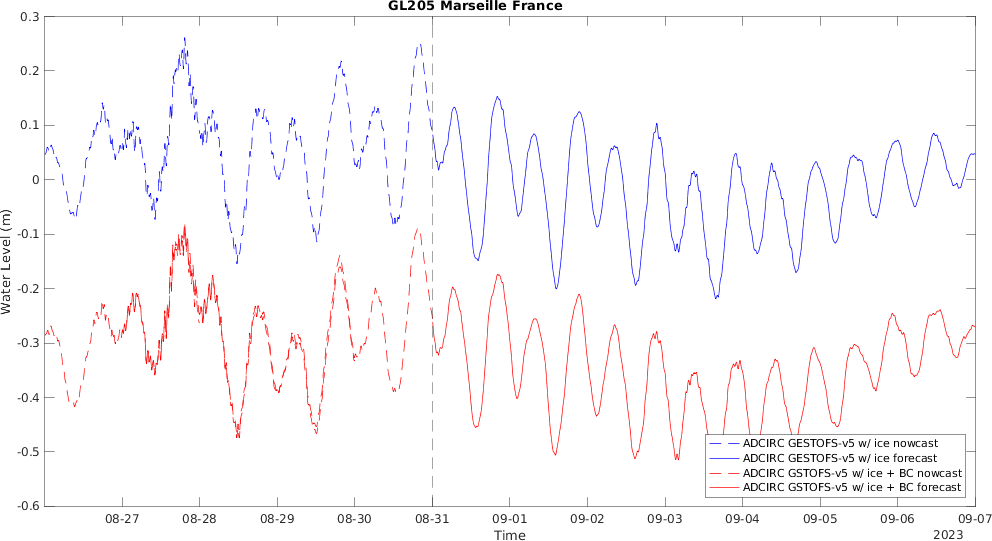 GL205 Marseille France
0.3
0.2
0.1
0
-0.1
-0.2
-0.3
-0.4
-0.5
-0.6
Water Level (m)
ADCIRC GESTOFS-v5 w/ ice nowcast
ADCIRC GESTOFS-v5 w/ ice forecast
ADCIRC GSTOFS-v5 w/ ice + BC nowcast
ADCIRC GSTOFS-v5 w/ ice + BC forecast
08-27 08-28 08-29 08-30 08-31 09-01 09-02 09-03 09-04 09-05 09-06 09-07
Time
2023